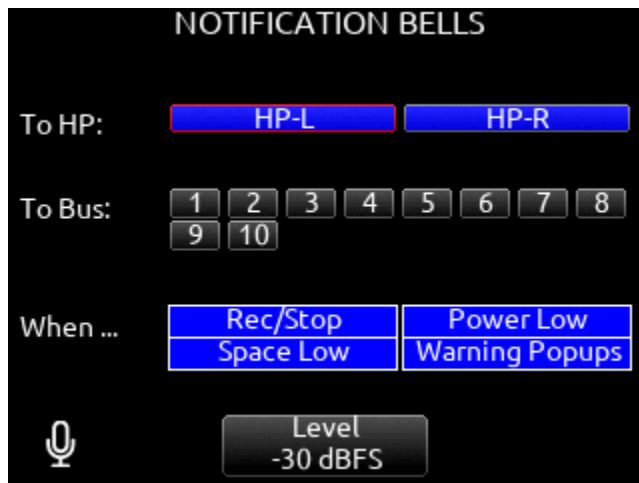 NOTIFICATION BELLS
To HP: HP-L HP-R
To Bus: 1 2 3 4 5 6 7 8
9 10
When ... Rec/Stop Power Low
Space Low Warning Popups
Level
-30 dBFS